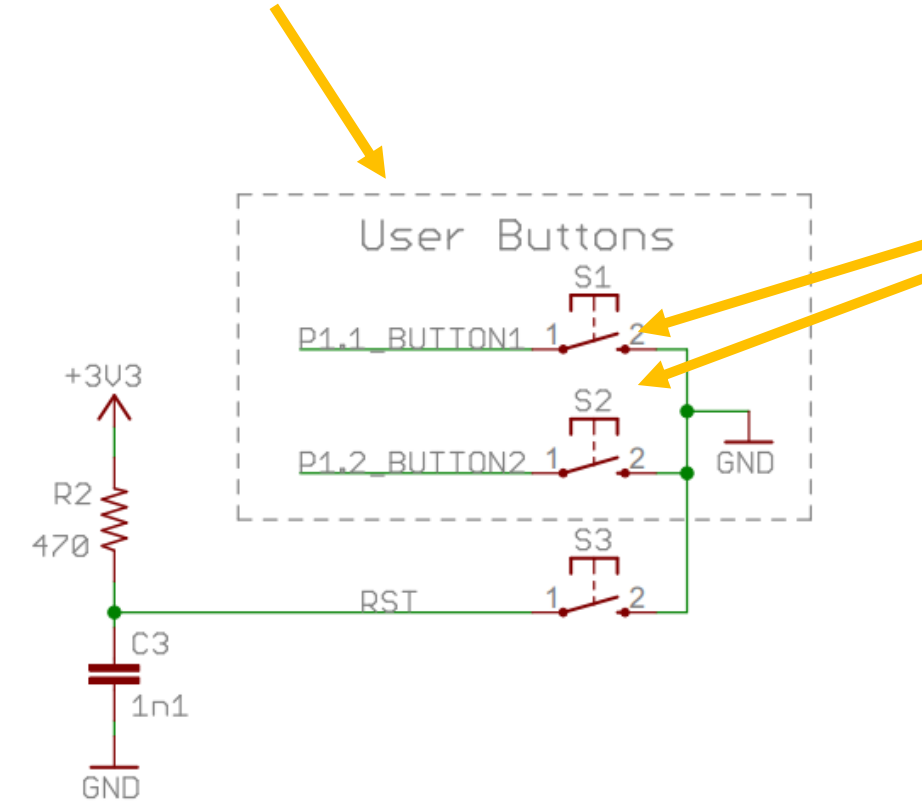 User Buttons
S1
P1.1_BUTTON1 1 2
+3V3
S2
P1.2_BUTTON2 1 2
GND
R2
470
S3
RST 1 2
C3
1n1
GND